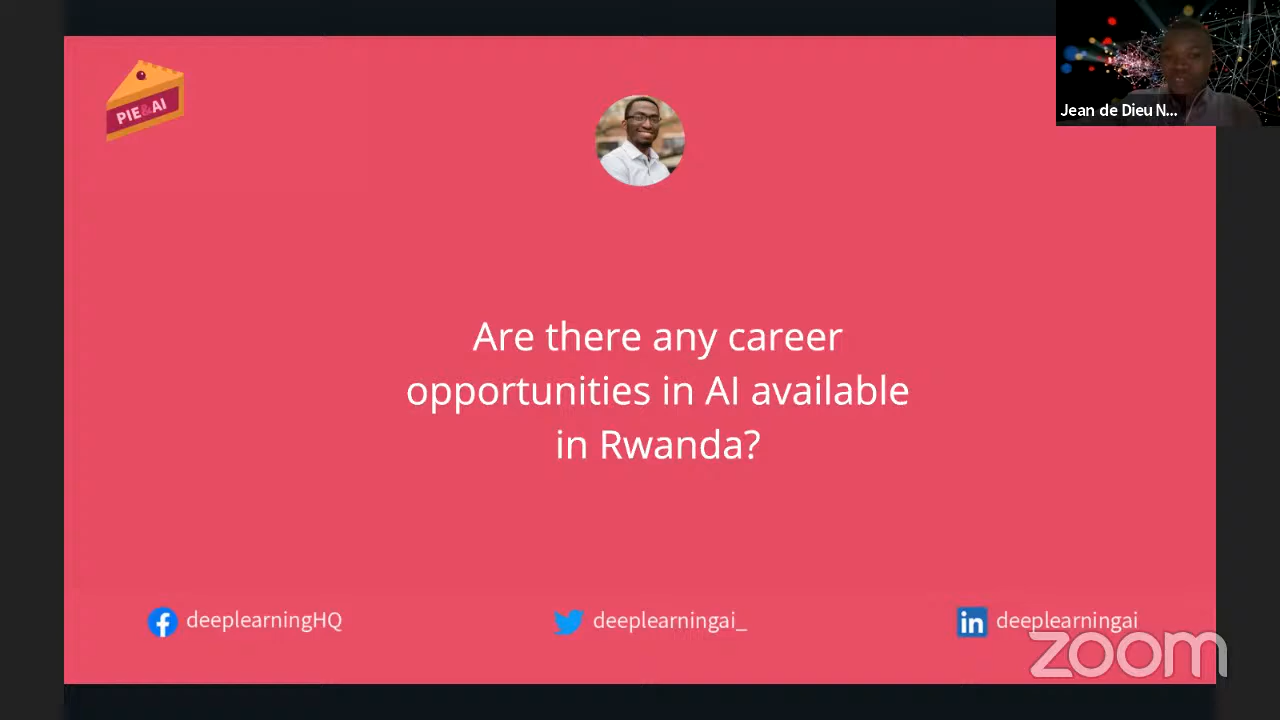 PIE&AI
Jean de Dieu N...
Are there any career
opportunities in AI available
in Rwanda?
deeplearningHQ
deeplearningai_
deeplearningai
zoom